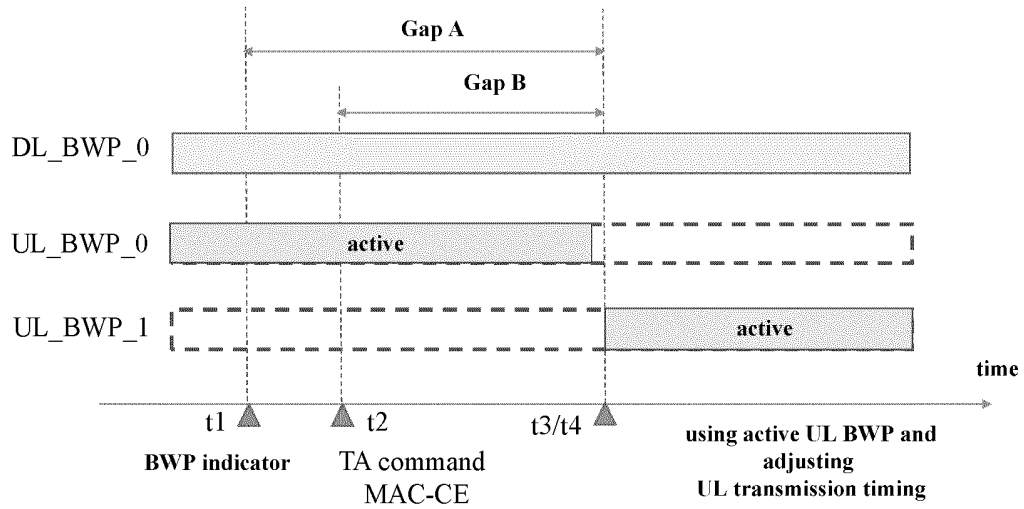 Gap A
Gap B
DL_BWP_0
UL_BWP_0
active
UL_BWP_1
active
time
t1
t2
t3/t4
BWP indicator
TA command
MAC-CE
using active UL BWP and
adjusting
UL transmission timing